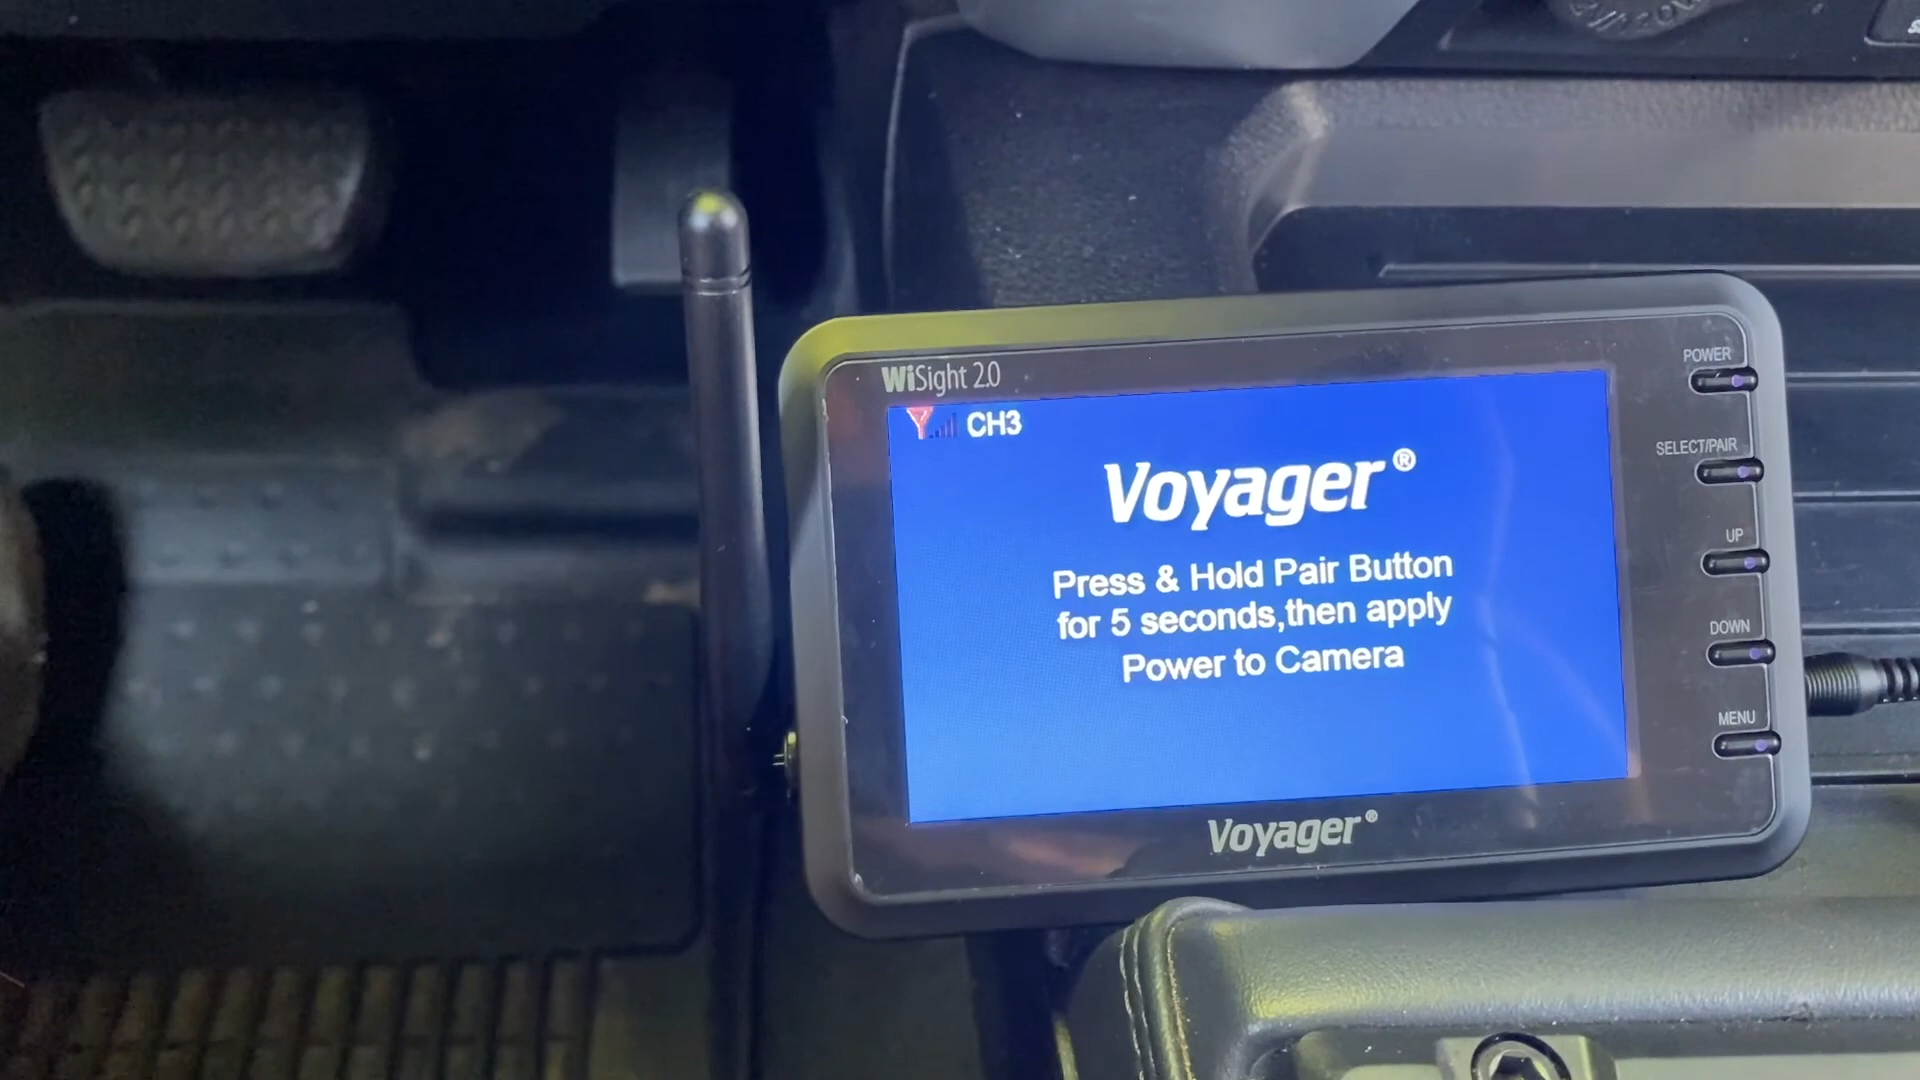 WiSight 2.0
CH3
Voyager®
Press & Hold Pair Button
for 5 seconds,then apply
Power to Camera
Voyager®
POWER
SELECT/PAIR
UP
DOWN
MENU